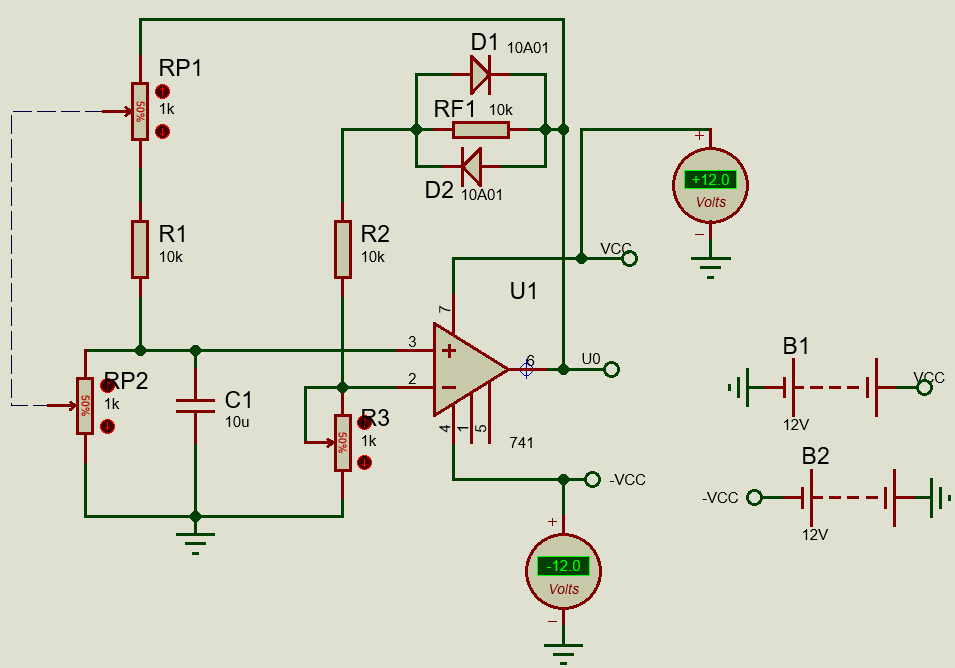 D1
10A01
RP1
1k
50%
RF1
10k
D2
10A01
+
+12.0
Volts
−
R1
10k
R2
10k
VCC
U1
7
3
2
6
U0
4
1
5
741
RP2
1k
50%
C1
10u
R3
1k
50%
B1
12V
VCC
B2
-VCC
12V
-VCC
+
-12.0
Volts
−